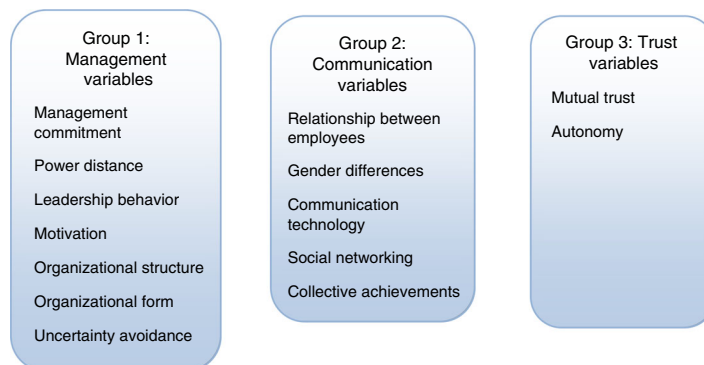 Group 1:
Management
variables
Management
commitment
Power distance
Leadership behavior
Motivation
Organizational structure
Organizational form
Uncertainty avoidance
Group 2:
Communication
variables
Relationship between
employees
Gender differences
Communication
technology
Social networking
Collective achievements
Group 3: Trust
variables
Mutual trust
Autonomy